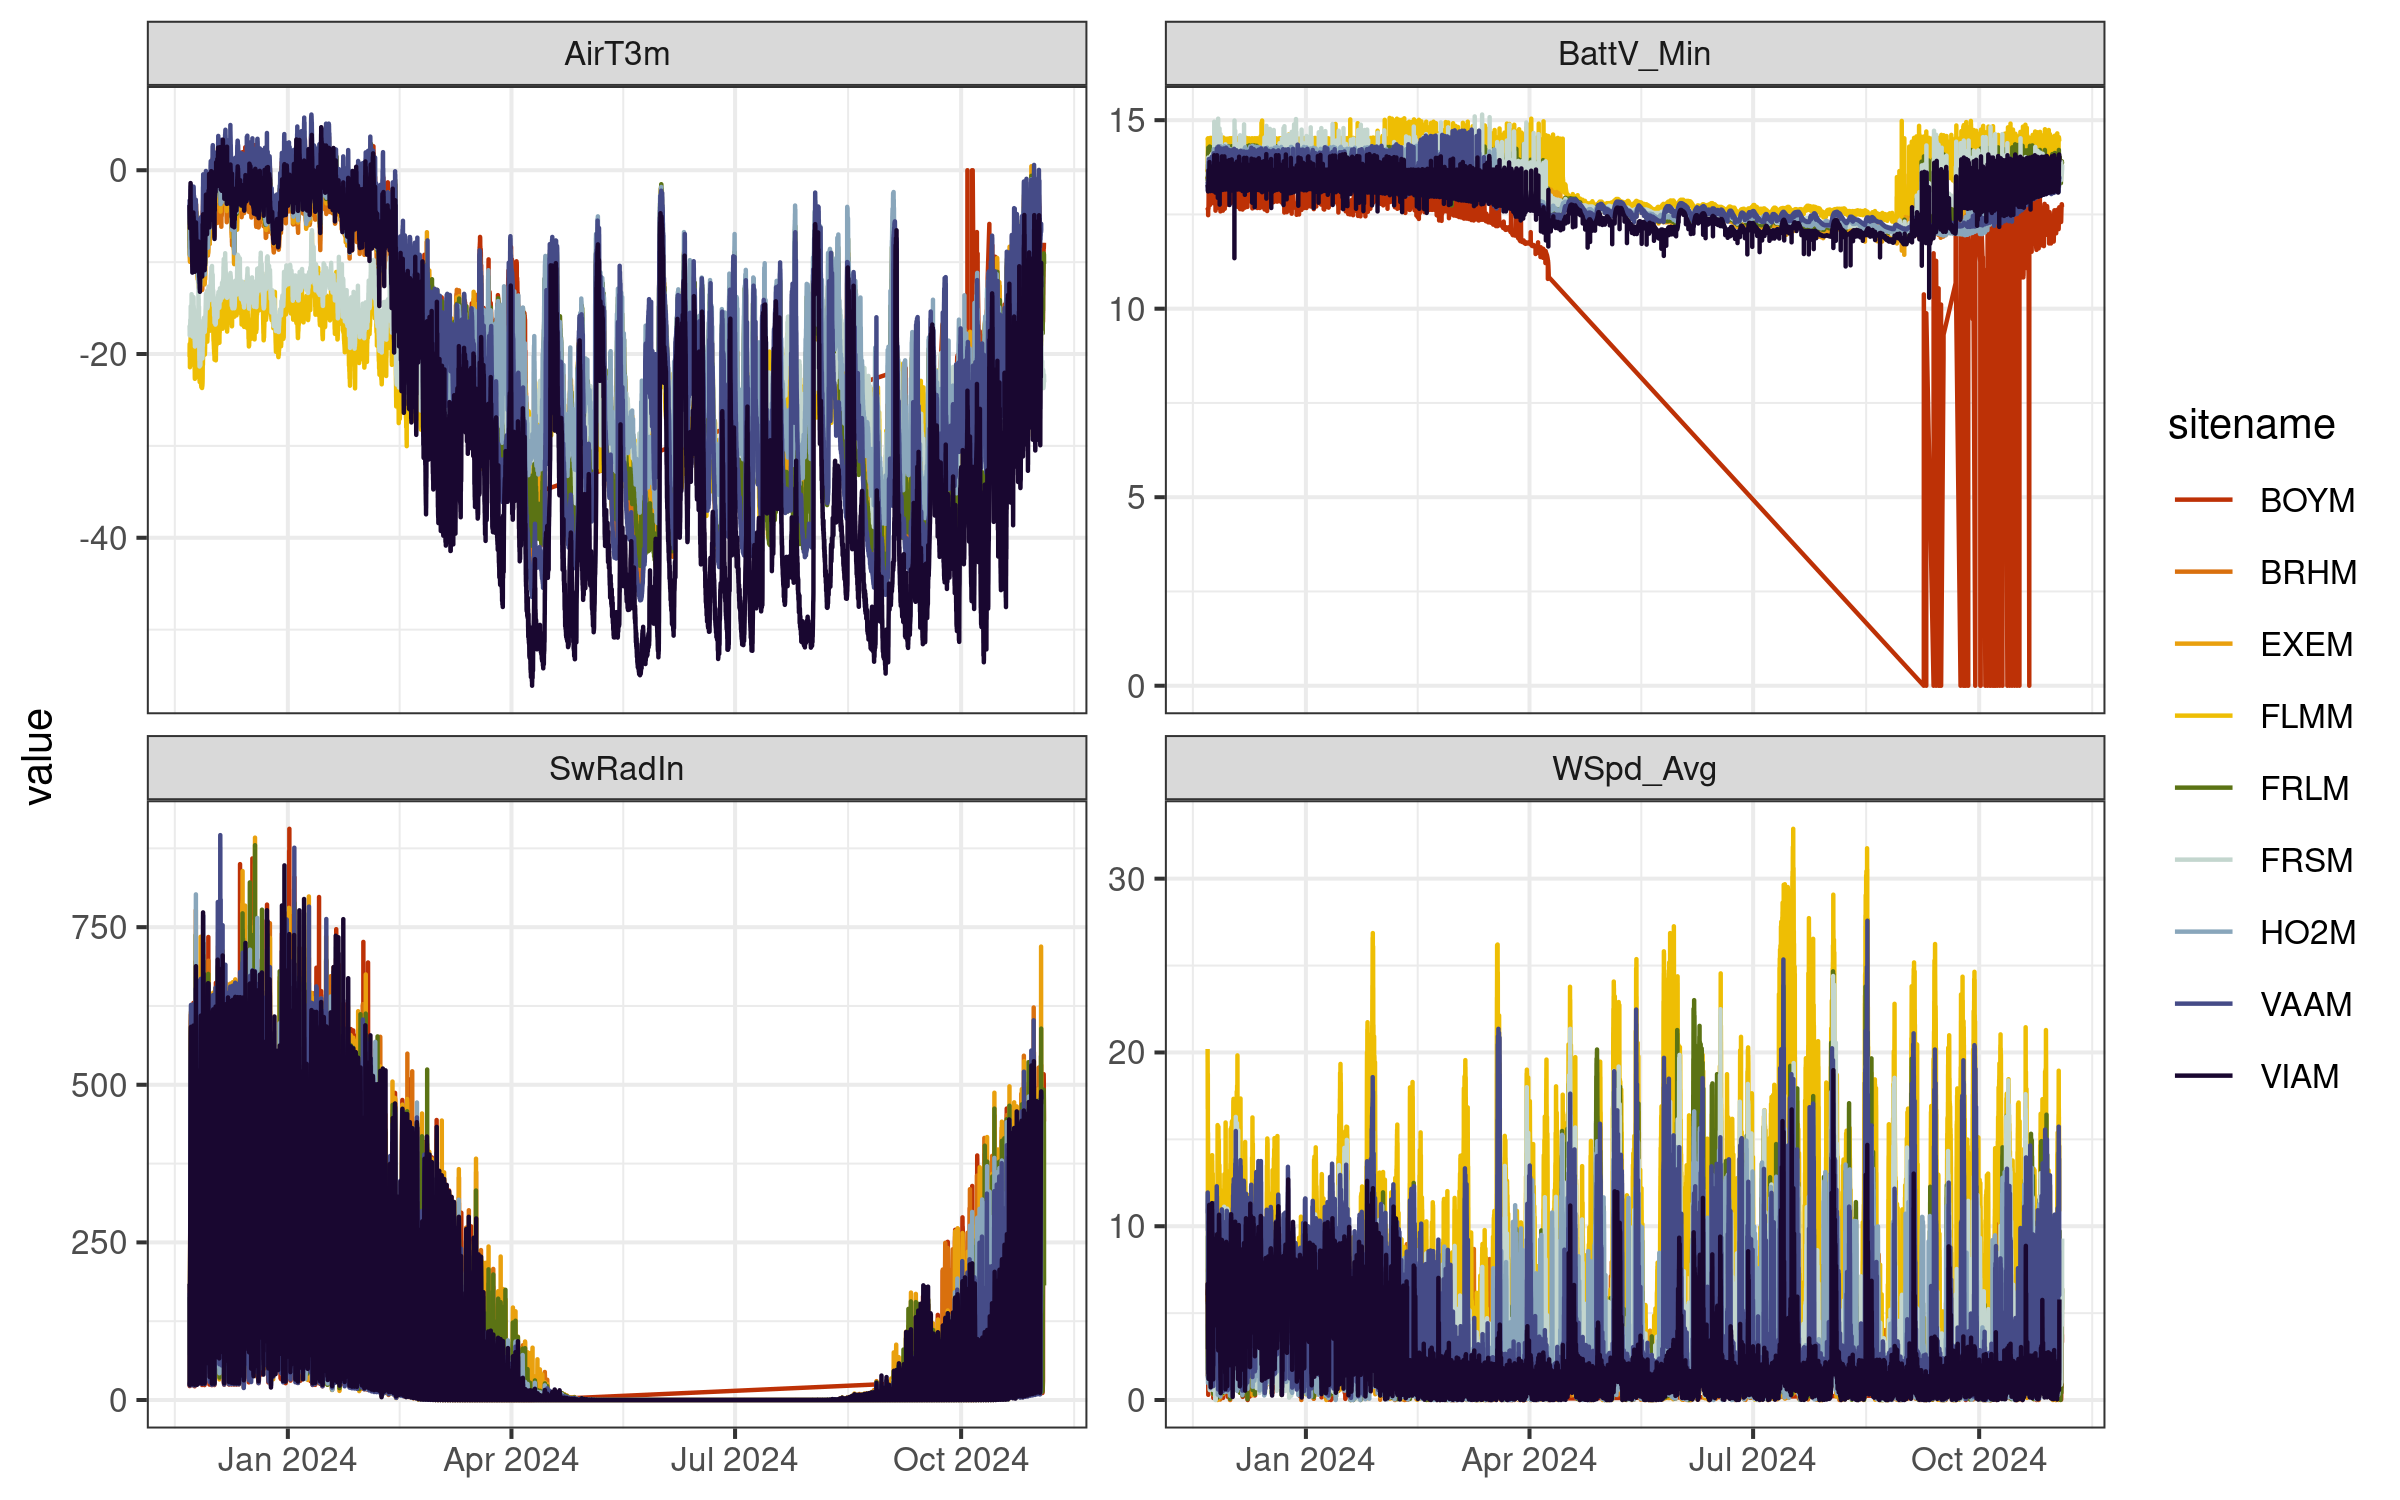 AirT3m
BattV_Min
0
-20
-40
15
10
5
0
value
SwRadIn
WSpd_Avg
750
500
250
0
30
20
10
0
Jan 2024
Apr 2024
Jul 2024
Oct 2024
Jan 2024
Apr 2024
Jul 2024
Oct 2024
sitename
BOYM
BRHM
EXEM
FLMM
FRLM
FRSM
HO2M
VAAM
VIAM